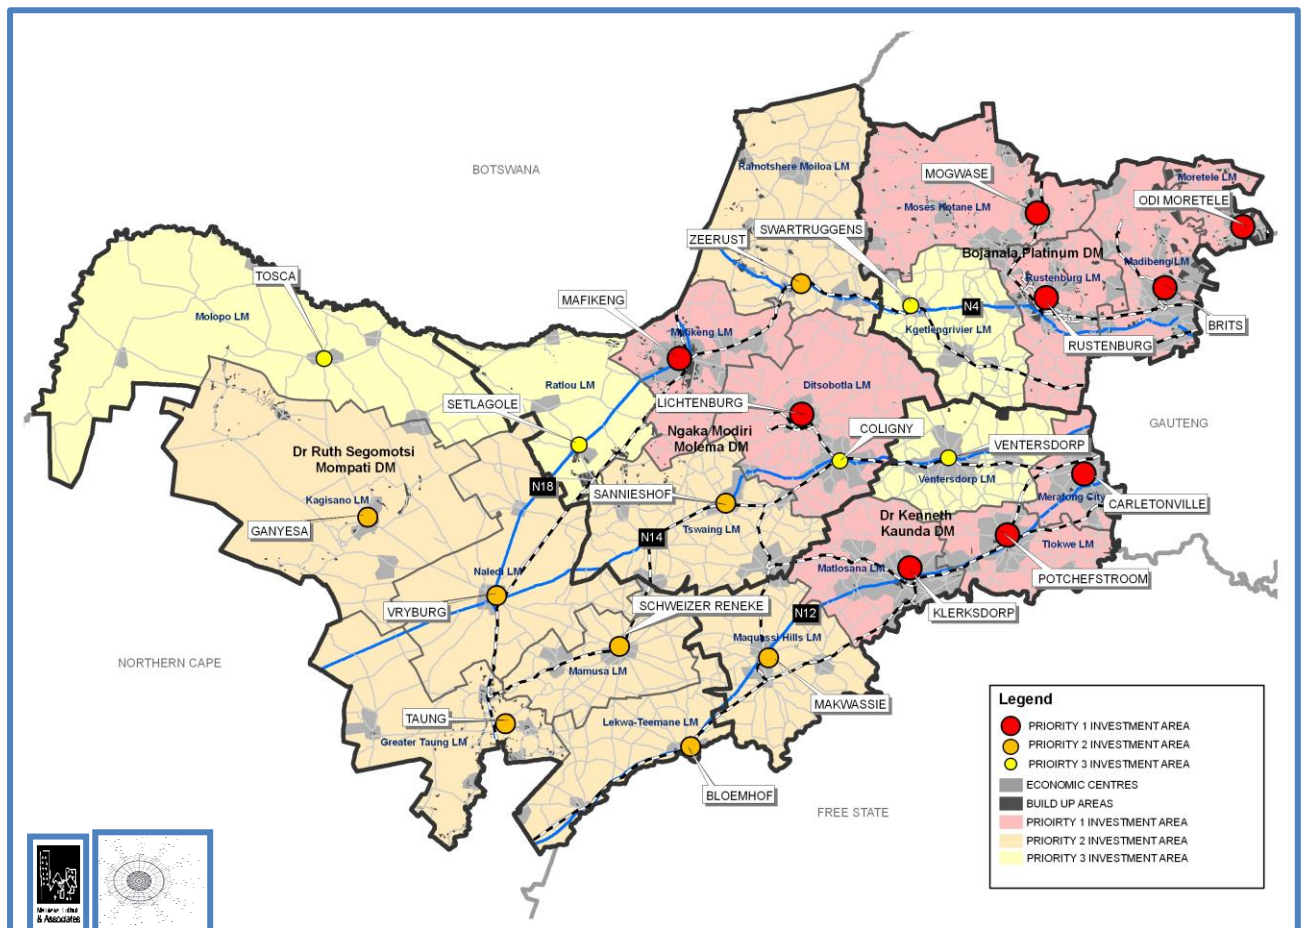 BOTSWANA
Ramotshere Moiloa LM
MOGWASE
Moretele LM
ODI MORETELE
Moses Kotane LM
SWARTRUGGENS
ZEERUST
Bojanala Platinum DM
Madibeng LM
Rustenburg LM
TOSCA
MAFIKENG
N4
Molopo LM
Mafikeng LM
Kgetlengrivier LM
BRITS
RUSTENBURG
Ratlou LM
Ditsobotla LM
SETLAGOLE
LICHTENBURG
GAUTENG
COLIGNY
Ngaka Modiri
Molema DM
VENTERSDORP
Dr Ruth Segomotsi
Mompati DM
Ventersdorp LM
N18
SANNIESHOF
Merafong City
CARLETONVILLE
Kagisano LM
GANYESA
Dr Kenneth
Kaunda DM
Tswaing LM
N14
Tlokwe LM
Naledi LM
Matlosana LM
POTCHEFSTROOM
VRYBURG
SCHWEIZER RENEKE
N12
KLERKSDORP
Maquassi Hills LM
NORTHERN CAPE
Mamusa LM
MAKWASSIE
TAUNG
Lekwa-Teemane LM
Greater Taung LM
BLOEMHOF
FREE STATE
Legend
PRIORITY 1 INVESTMENT AREA
PRIORITY 2 INVESTMENT AREA
PRIOIRTY 3 INVESTMENT AREA
ECONOMIC CENTRES
BUILD UP AREAS
PRIOIRTY 1 INVESTMENT AREA
PRIORITY 2 INVESTMENT AREA
PRIORITY 3 INVESTMENT AREA
& Associates